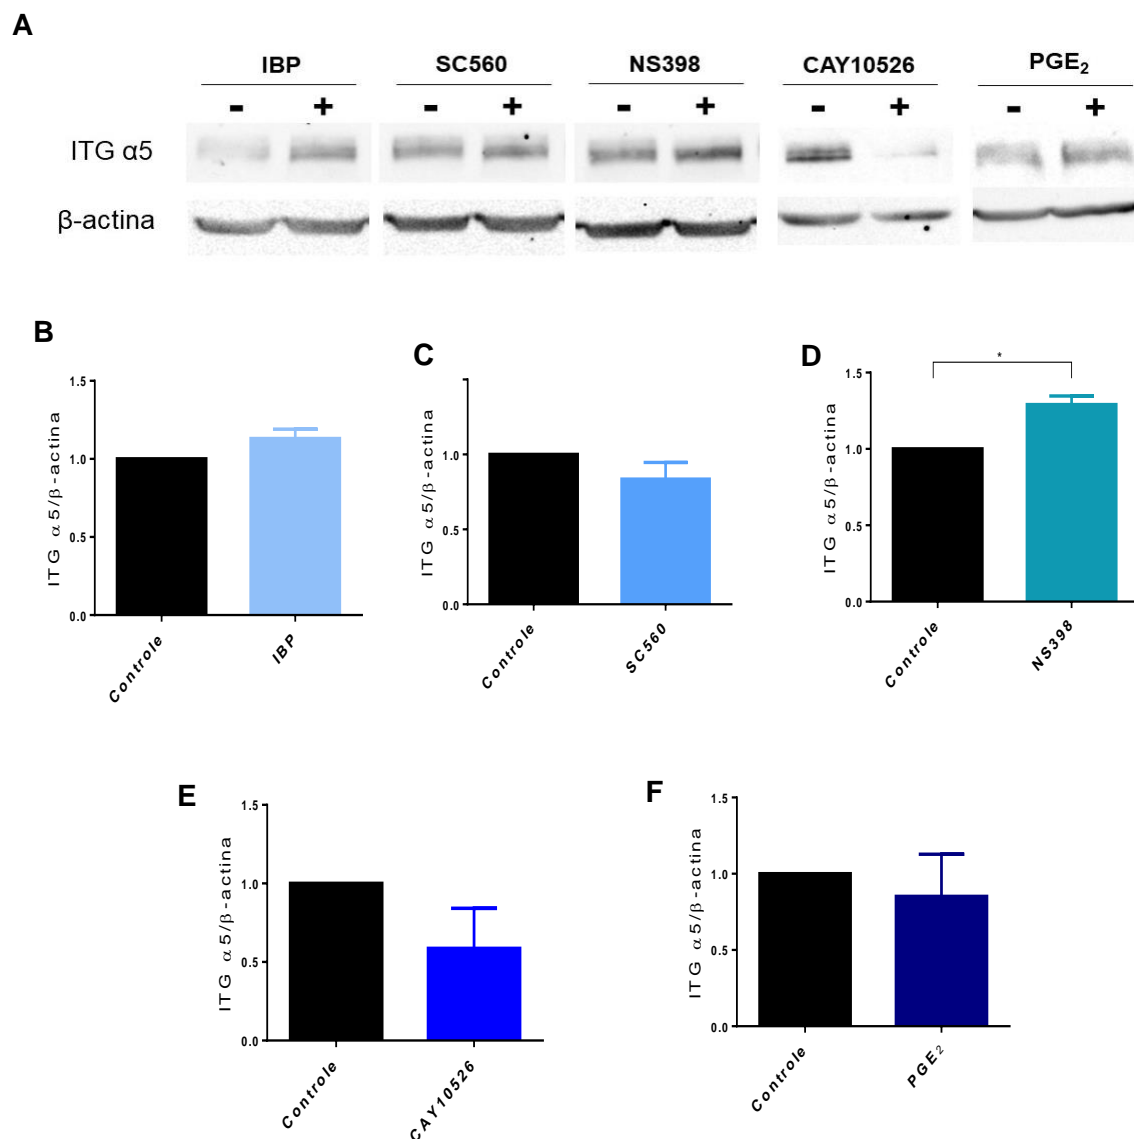 A
IBP SC560 NS398 CAY10526 PGE₂
- + - + - + - + - +
ITG α5
β-actina
B
ITG α5/β-actina
1.5
1.0
0.5
0.0
Controle
IBP
C
ITG α5/β-actina
1.0
0.5
0.0
Controle
SC560
D
*
ITG α5/β-actina
1.5
1.0
0.5
0.0
Controle
NS398
E
ITG α5/β-actina
1.5
1.0
0.5
0.0
Controle
CAY10526
F
ITG α5/β-actina
1.5
1.0
0.5
0.0
Controle
PGE₂